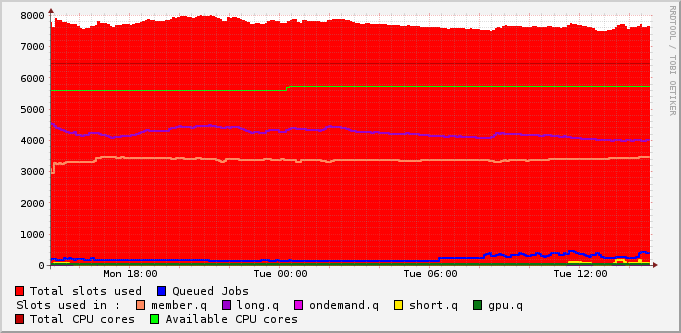 8000
7000
6000
5000
4000
3000
2000
1000
0
Mon 18:00 Tue 00:00 Tue 06:00 Tue 12:00
RRDTOOL / TOBI OETIKER
Total slots used Queued Jobs
Slots used in : member.q long.q ondemand.q short.q gpu.q
Total CPU cores Available CPU cores